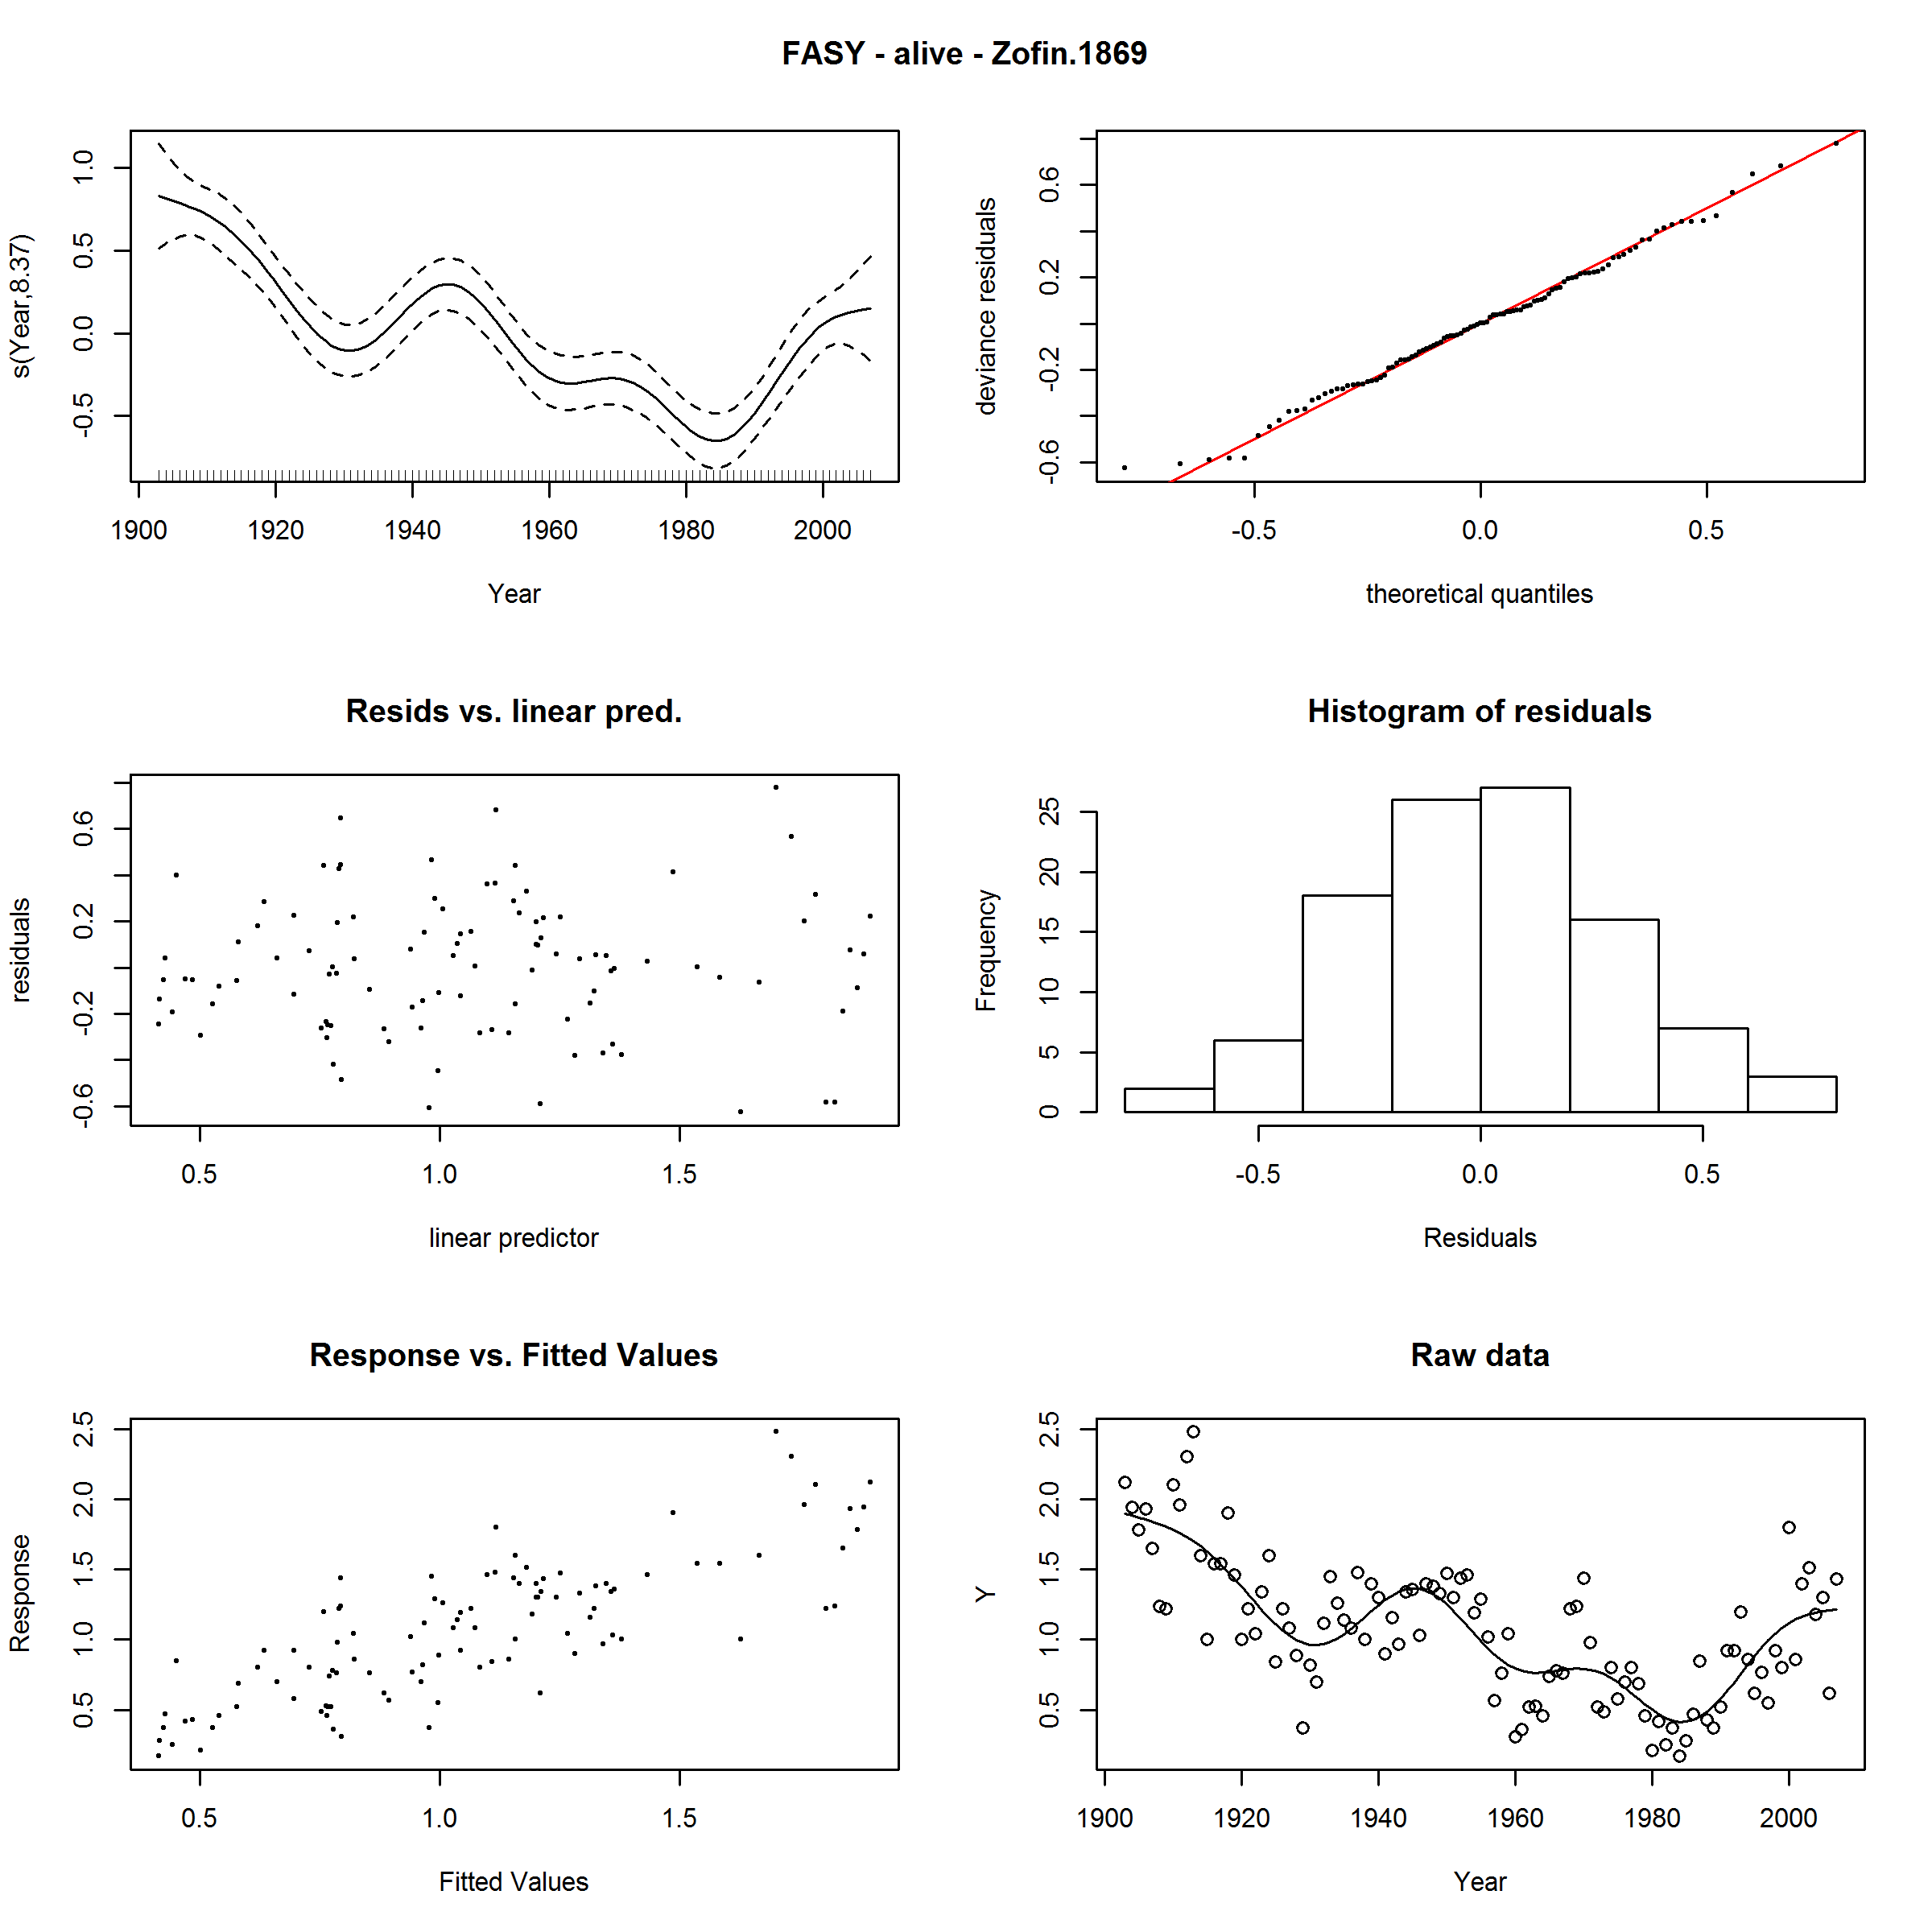 FASY - alive - Zofin.1869
s(Year,8.37)
1.0
0.5
0.0
-0.5
1900 1920 1940 1960 1980 2000
Year
deviance residuals
0.6
0.2
-0.2
-0.6
-0.5 0.0 0.5
theoretical quantiles
Resids vs. linear pred.
residuals
0.6
0.2
-0.2
-0.6
0.5 1.0 1.5
linear predictor
Histogram of residuals
Frequency
25
20
15
10
5
0
-0.5 0.0 0.5
Residuals
Response vs. Fitted Values
Response
2.5
2.0
1.5
1.0
0.5
0.5 1.0 1.5
Fitted Values
Raw data
Y
2.5
2.0
1.5
1.0
0.5
1900 1920 1940 1960 1980 2000
Year